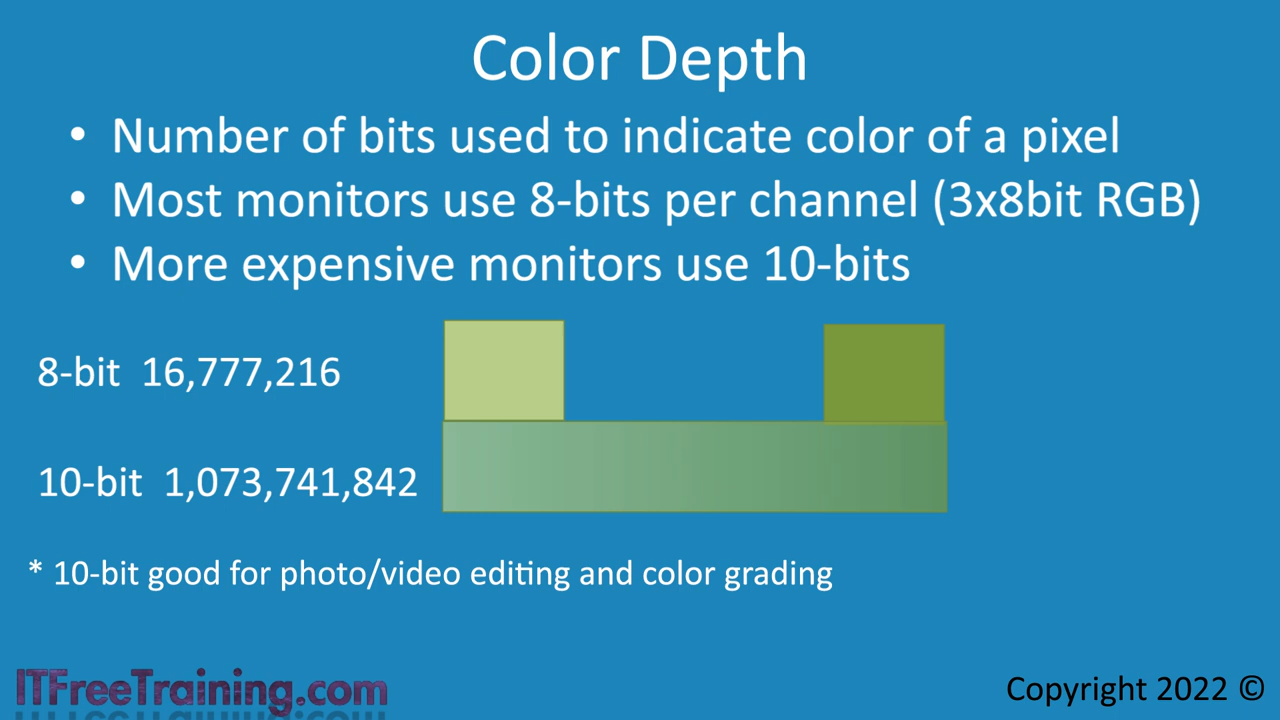 Color Depth
• Number of bits used to indicate color of a pixel
• Most monitors use 8-bits per channel (3x8bit RGB)
• More expensive monitors use 10-bits
8-bit 16,777,216
10-bit 1,073,741,842
* 10-bit good for photo/video editing and color grading
ITFreeTraining.com
Copyright 2022 ©